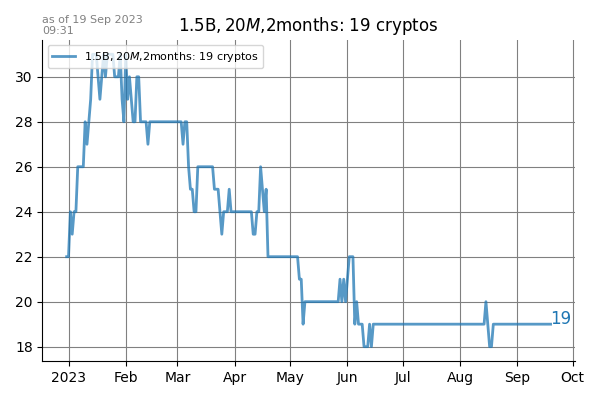 as of 19 Sep 2023
09:31
1.5B,20M,2months: 19 cryptos
1.5B,20M,2months: 19 cryptos
30
28
26
24
22
20
18
19
2023 Feb Mar Apr May Jun Jul Aug Sep Oct